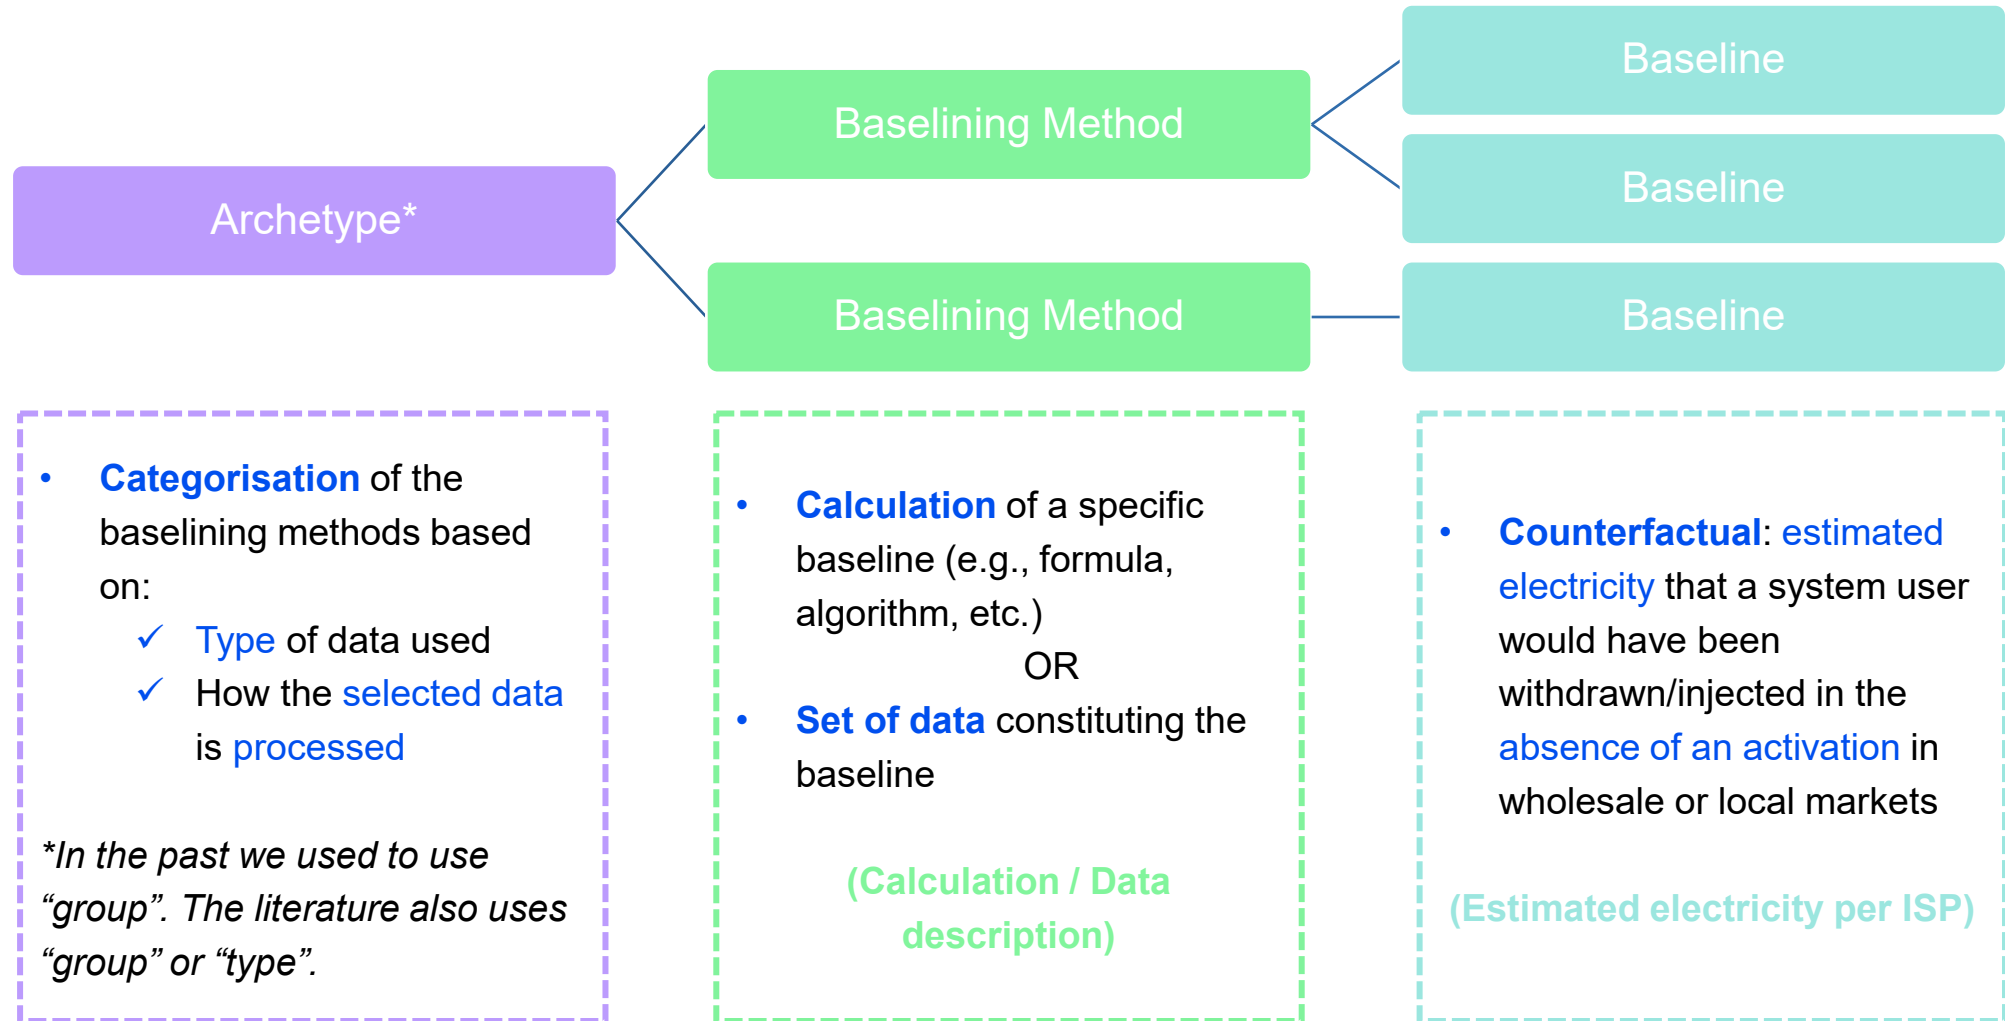 Archetype*
Baselining Method
Baselining Method
Baseline
Baseline
Baseline
• Categorisation of the
baselining methods based
on:
✓ Type of data used
✓ How the selected data
is processed
*In the past we used to use
“group”. The literature also uses
“group” or “type”.
• Calculation of a specific
baseline (e.g., formula,
algorithm, etc.)
OR
• Set of data constituting the
baseline
(Calculation / Data
description)
• Counterfactual: estimated
electricity that a system user
would have been
withdrawn/injected in the
absence of an activation in
wholesale or local markets
(Estimated electricity per ISP)